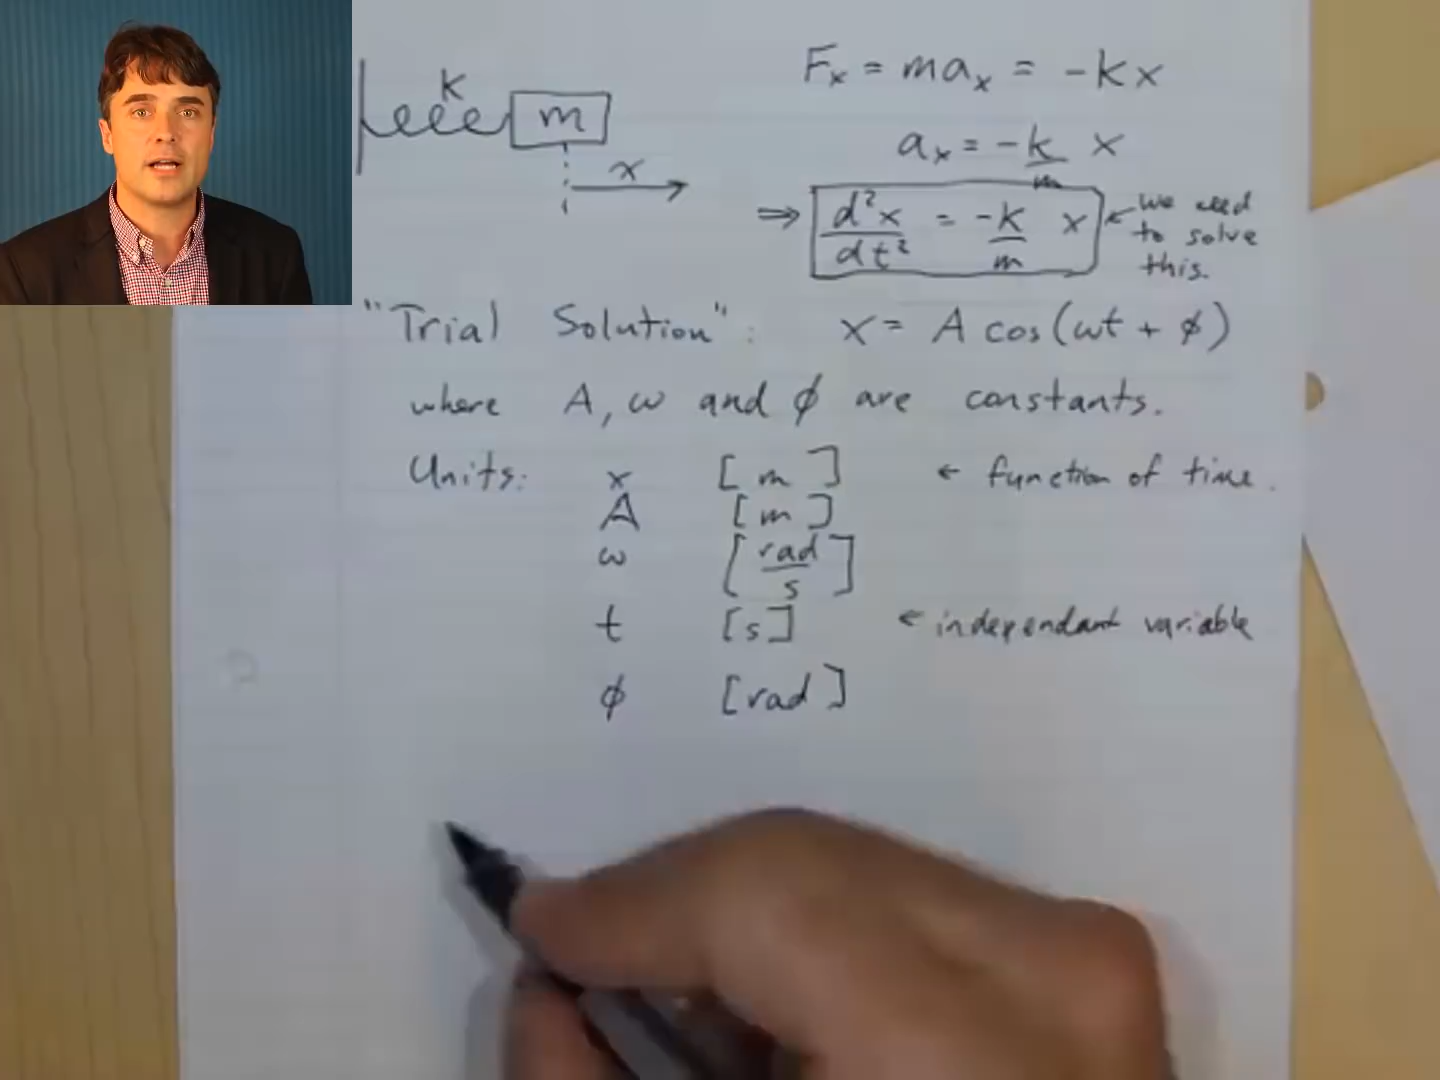 k
m
x
Fx = max = -kx
ax = -k/m x
⇒ d²x/dt² = -k/m x ← we need to solve this.
"Trial Solution": x = A cos(ωt + φ)
where A, ω and φ are constants.
Units: x [m] ← function of time.
A [m]
ω [rad/s]
t [s] ← independant variable
φ [rad]